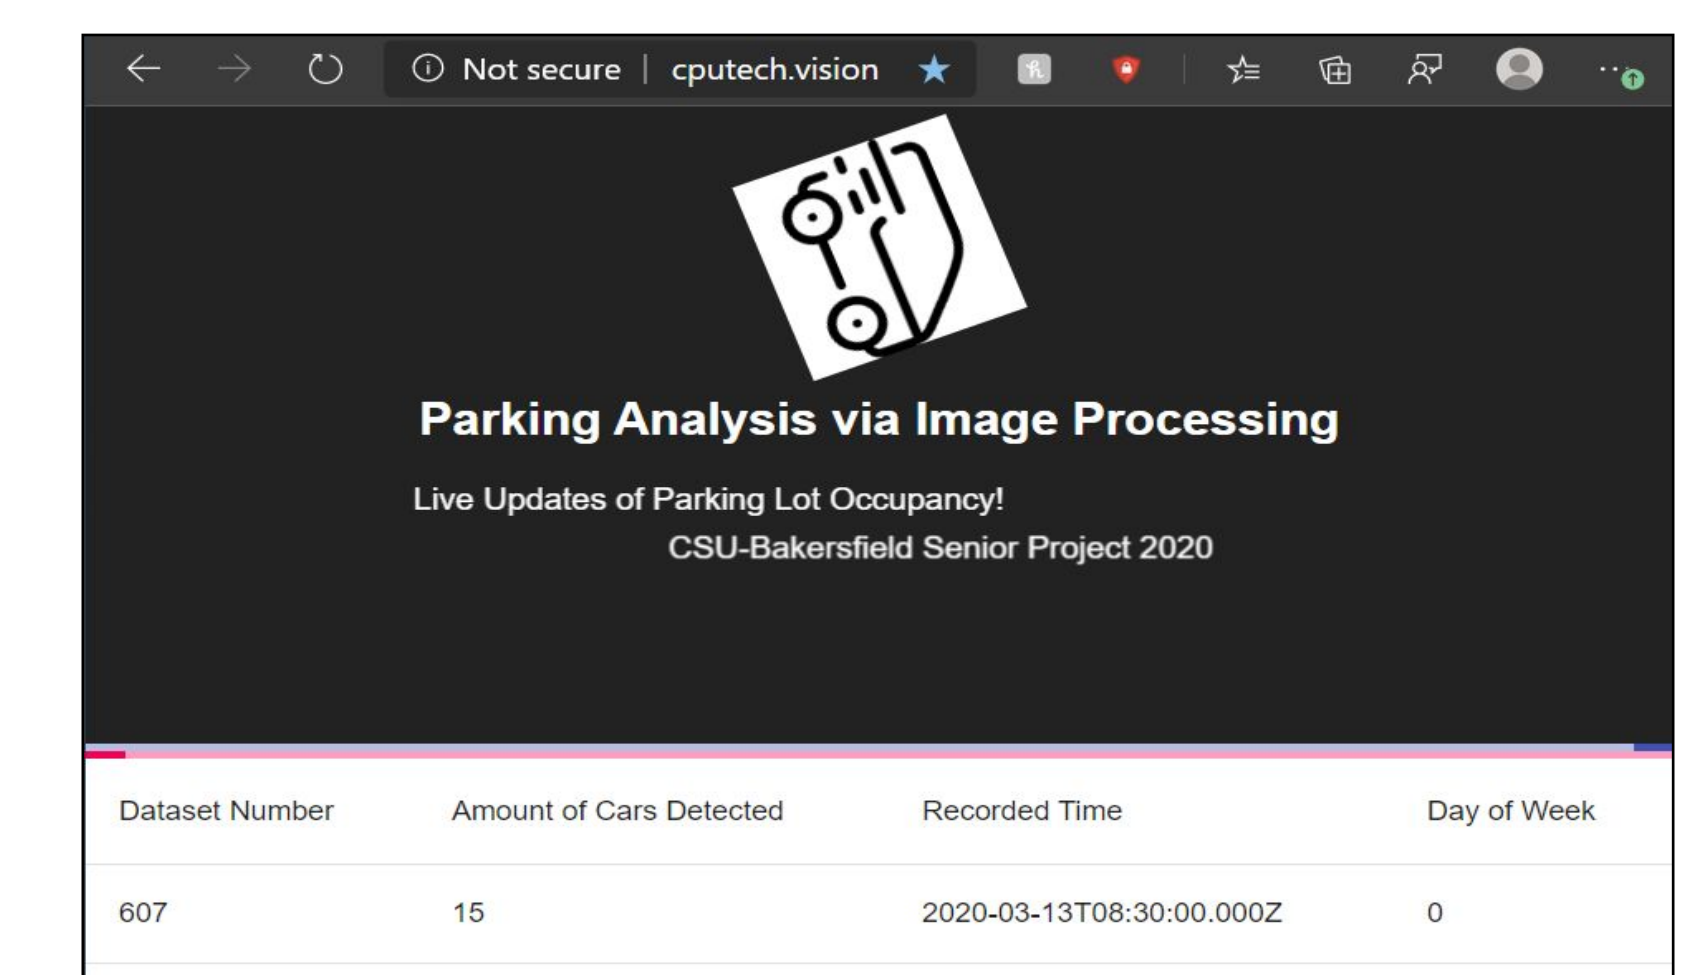 Not secure | cputech.vision
Parking Analysis via Image Processing
Live Updates of Parking Lot Occupancy!
CSU-Bakersfield Senior Project 2020
Dataset Number Amount of Cars Detected Recorded Time Day of Week
607 15 2020-03-13T08:30:00.000Z 0